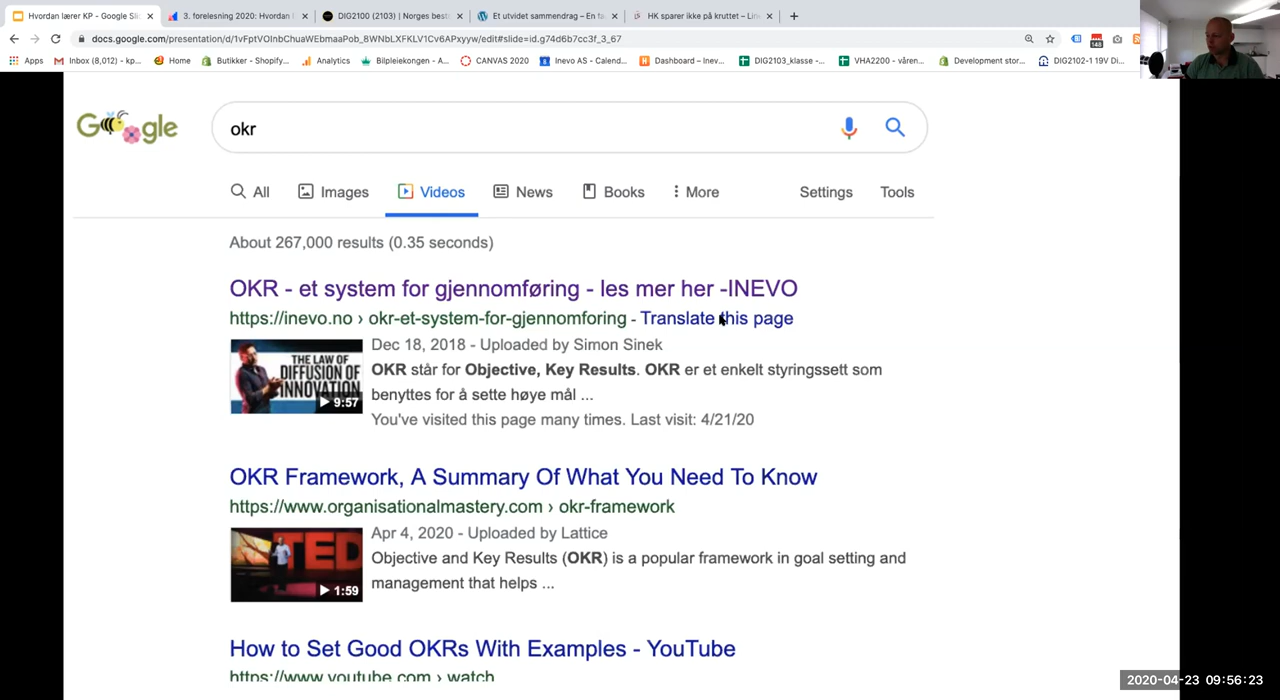 Hvordan lærer KP - Google Sli
3. forelesning 2020: Hvordan
DIG2100 (2103) | Norges best
Et utvidet sammendrag – En fa
HK sparer ikke på kruttet – Lin
docs.google.com/presentation/d/1vFptVOInbChuaWEbmaaPob_8WNbLXFKLV1Cv6APxyyw/edit#slide=id.g74d6b7cc3f_3_67
148
Apps
Inbox (8,012) - kp...
Home
Butikker - Shopify...
Analytics
Bilpleiekongen - A...
CANVAS 2020
Inevo AS - Calend...
Dashboard – Inev...
DIG2103_klasse -...
VHA2200 - våren...
Development stor...
DIG2102-1 19V Di...
Google
okr
All
Images
Videos
News
Books
More
Settings
Tools
About 267,000 results (0.35 seconds)
OKR - et system for gjennomføring - les mer her -INEVO
https://inevo.no › okr-et-system-for-gjennomforing - Translate this page
THE LAW OF
DIFFUSION OF
INNOVATION
9:57
Dec 18, 2018 - Uploaded by Simon Sinek
OKR står for Objective, Key Results. OKR er et enkelt styringssett som
benyttes for å sette høye mål ...
You've visited this page many times. Last visit: 4/21/20
OKR Framework, A Summary Of What You Need To Know
https://www.organisationalmastery.com › okr-framework
TED
1:59
Apr 4, 2020 - Uploaded by Lattice
Objective and Key Results (OKR) is a popular framework in goal setting and
management that helps ...
How to Set Good OKRs With Examples - YouTube
https://www.youtube.com › watch
2020-04-23 09:56:23